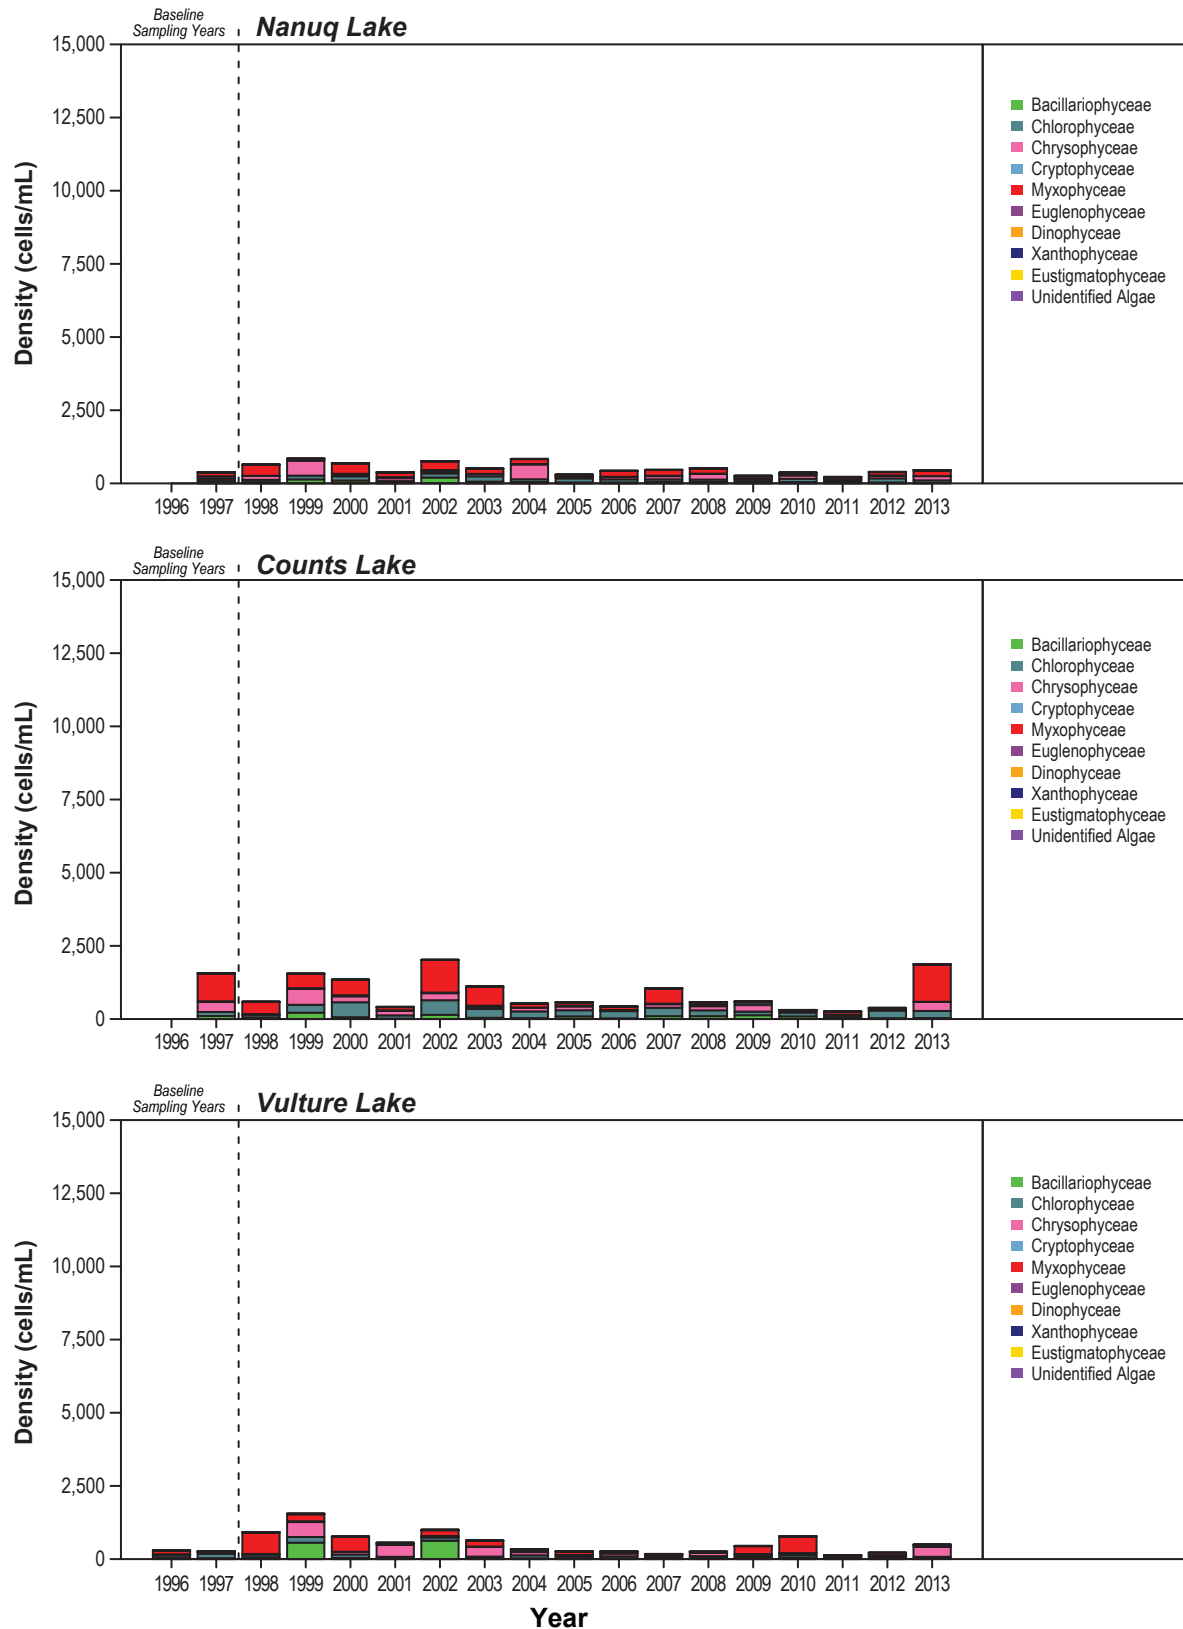 Baseline
Sampling Years
Nanuq Lake
Density (cells/mL)
15,000
12,500
10,000
7,500
5,000
2,500
0
1996 1997 1998 1999 2000 2001 2002 2003 2004 2005 2006 2007 2008 2009 2010 2011 2012 2013
Bacillariophyceae
Chlorophyceae
Chrysophyceae
Cryptophyceae
Myxophyceae
Euglenophyceae
Dinophyceae
Xanthophyceae
Eustigmatophyceae
Unidentified Algae
Baseline
Sampling Years
Counts Lake
Density (cells/mL)
15,000
12,500
10,000
7,500
5,000
2,500
0
1996 1997 1998 1999 2000 2001 2002 2003 2004 2005 2006 2007 2008 2009 2010 2011 2012 2013
Bacillariophyceae
Chlorophyceae
Chrysophyceae
Cryptophyceae
Myxophyceae
Euglenophyceae
Dinophyceae
Xanthophyceae
Eustigmatophyceae
Unidentified Algae
Baseline
Sampling Years
Vulture Lake
Density (cells/mL)
15,000
12,500
10,000
7,500
5,000
2,500
0
1996 1997 1998 1999 2000 2001 2002 2003 2004 2005 2006 2007 2008 2009 2010 2011 2012 2013
Year
Bacillariophyceae
Chlorophyceae
Chrysophyceae
Cryptophyceae
Myxophyceae
Euglenophyceae
Dinophyceae
Xanthophyceae
Eustigmatophyceae
Unidentified Algae